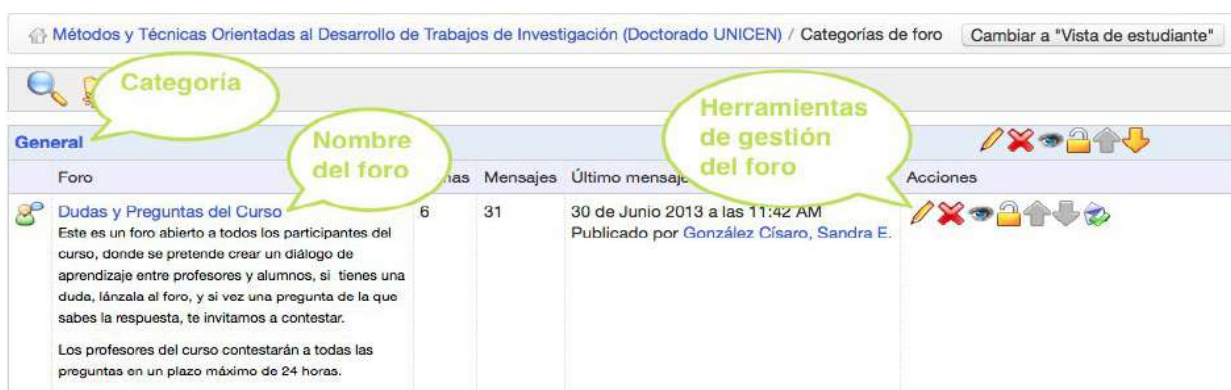 Métodos y Técnicas Orientadas al Desarrollo de Trabajos de Investigación (Doctorado UNICEN) / Categorías de foro Cambiar a "Vista de estudiante"
Categoría
General
Nombre
del foro
Herramientas
de gestión
del foro
Foro Mensajes Último mensaje Acciones
Dudas y Preguntas del Curso 6 31 30 de Junio 2013 a las 11:42 AM
Publicado por González Císaro, Sandra E.
Este es un foro abierto a todos los participantes del
curso, donde se pretende crear un diálogo de
aprendizaje entre profesores y alumnos, si tienes una
duda, lánzala al foro, y si vez una pregunta de la que
sabes la respuesta, te invitamos a contestar.
Los profesores del curso contestarán a todas las
preguntas en un plazo máximo de 24 horas.